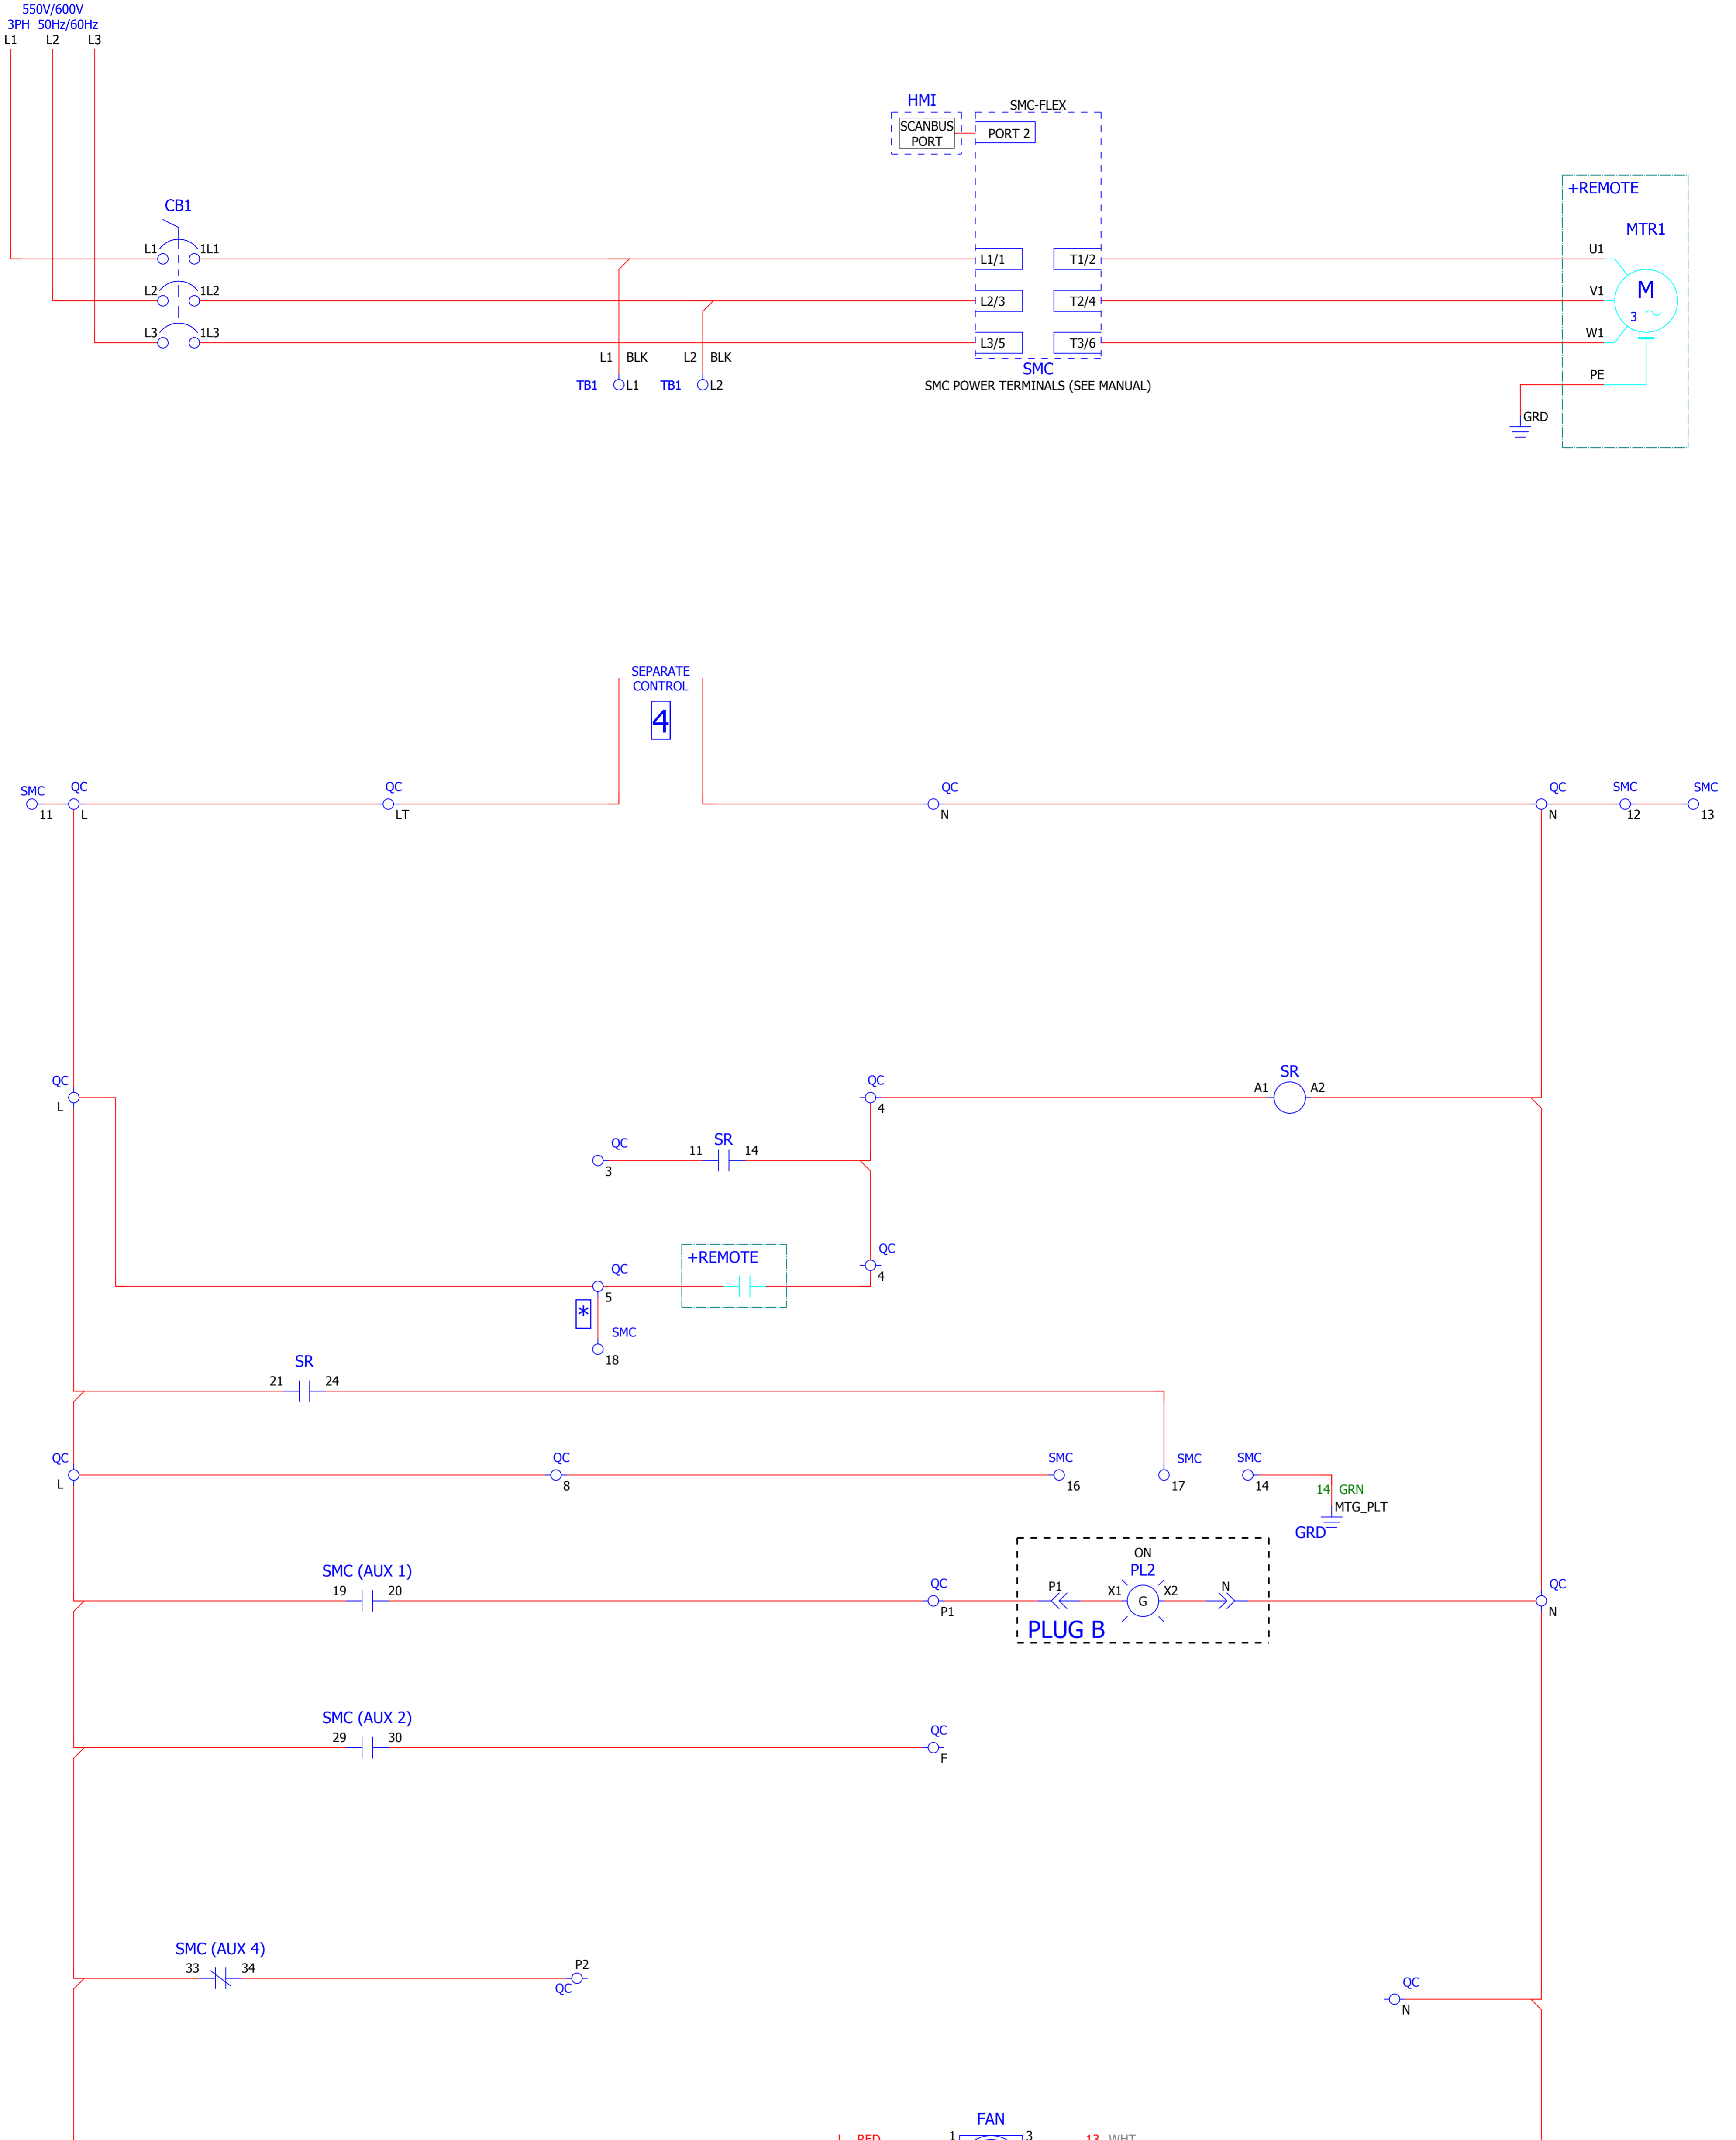 550V/600V
3PH 50Hz/60Hz
L1 L2 L3
HMI
SMC-FLEX
SCANBUS
PORT
PORT 2
+REMOTE
CB1
MTR1
L1 1L1
L1/1 T1/2
U1
L2 1L2
L2/3 T2/4
V1
M
3
L3 1L3
L3/5 T3/6
W1
L1 BLK L2 BLK
SMC
PE
TB1 L1 TB1 L2
SMC POWER TERMINALS (SEE MANUAL)
GRD
SEPARATE
CONTROL
4
SMC QC QC QC QC SMC SMC
11 L LT N N 12 13
QC QC SR
A1 A2
L 4
QC 11 SR 14
3
+REMOTE QC
QC 4
5
*
SMC
18
SR
21 24
QC QC SMC SMC SMC
L 8 16 17 14
14 GRN
MTG_PLT
GRD
ON
SMC (AUX 1) PL2
19 20 QC P1 X1 G X2 N QC
P1 N
PLUG B
SMC (AUX 2)
29 30 QC
F
SMC (AUX 4)
33 34 P2
QC QC
N
FAN
L RED 1 3 13 WHT